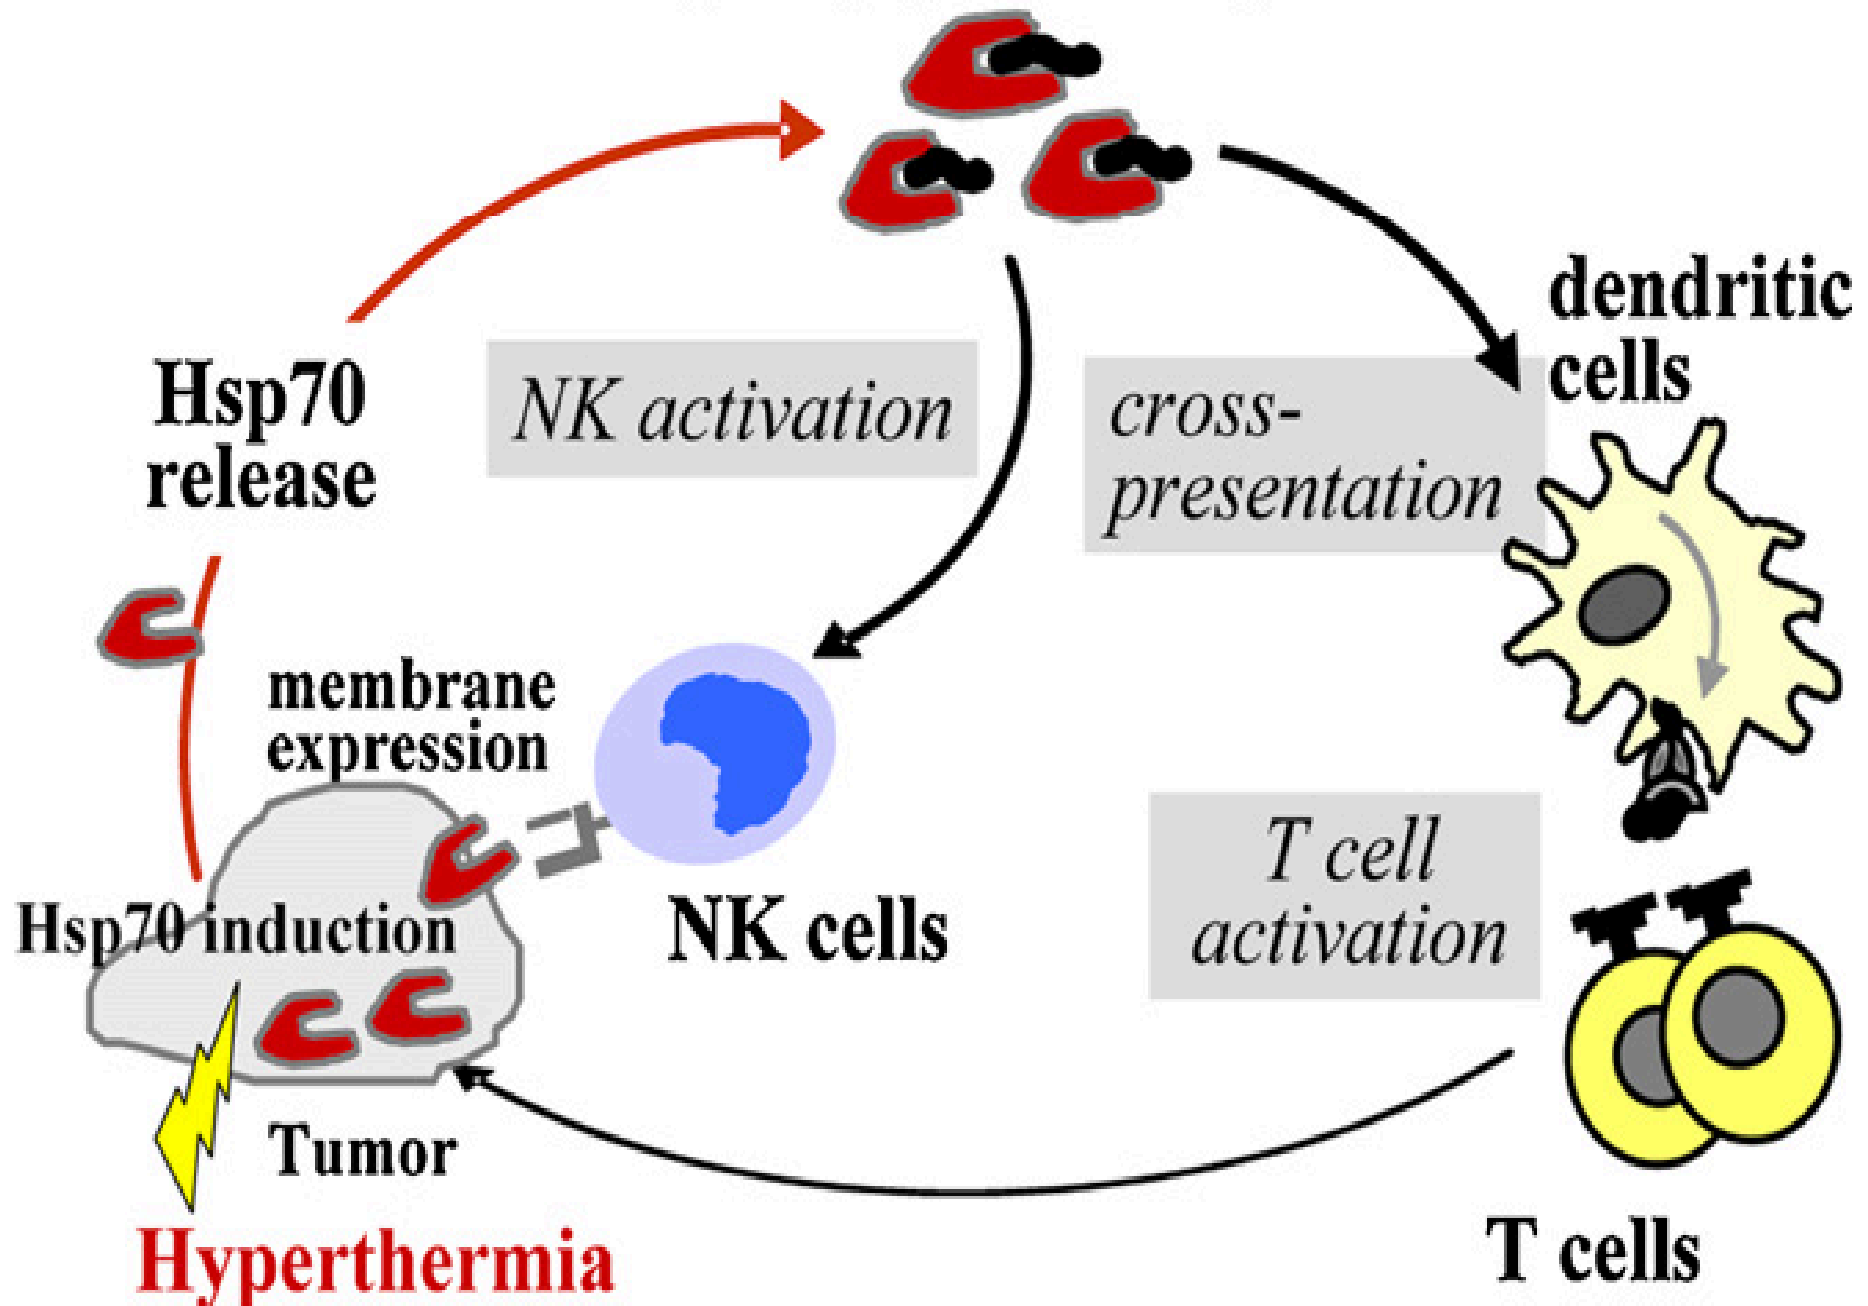 dendritic
cells
Hsp70
release
NK activation
cross-
presentation
membrane
expression
Hsp70 induction
NK cells
T cell
activation
Tumor
Hyperthermia
T cells